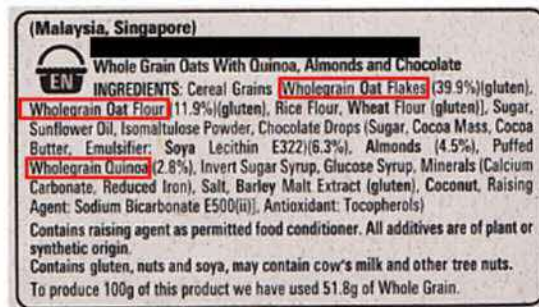 (Malaysia, Singapore)
Whole Grain Oats With Quinoa, Almonds and Chocolate
EN
INGREDIENTS: Cereal Grains Wholegrain Oat Flakes (39.9%)(gluten),
Wholegrain Oat Flour (11.9%)(gluten), Rice Flour, Wheat Flour (gluten)], Sugar,
Sunflower Oil, Isomaltulose Powder, Chocolate Drops (Sugar, Cocoa Mass, Cocoa
Butter, Emulsifier: Soya Lecithin E322)(6.3%), Almonds (4.5%), Puffed
Wholegrain Quinoa (2.8%), Invert Sugar Syrup, Glucose Syrup, Minerals (Calcium
Carbonate, Reduced Iron), Salt, Barley Malt Extract (gluten), Coconut, Raising
Agent: Sodium Bicarbonate E500(ii)], Antioxidant: Tocopherols)
Contains raising agent as permitted food conditioner. All additives are of plant or
synthetic origin.
Contains gluten, nuts and soya, may contain cow's milk and other tree nuts.
To produce 100g of this product we have used 51.8g of Whole Grain.